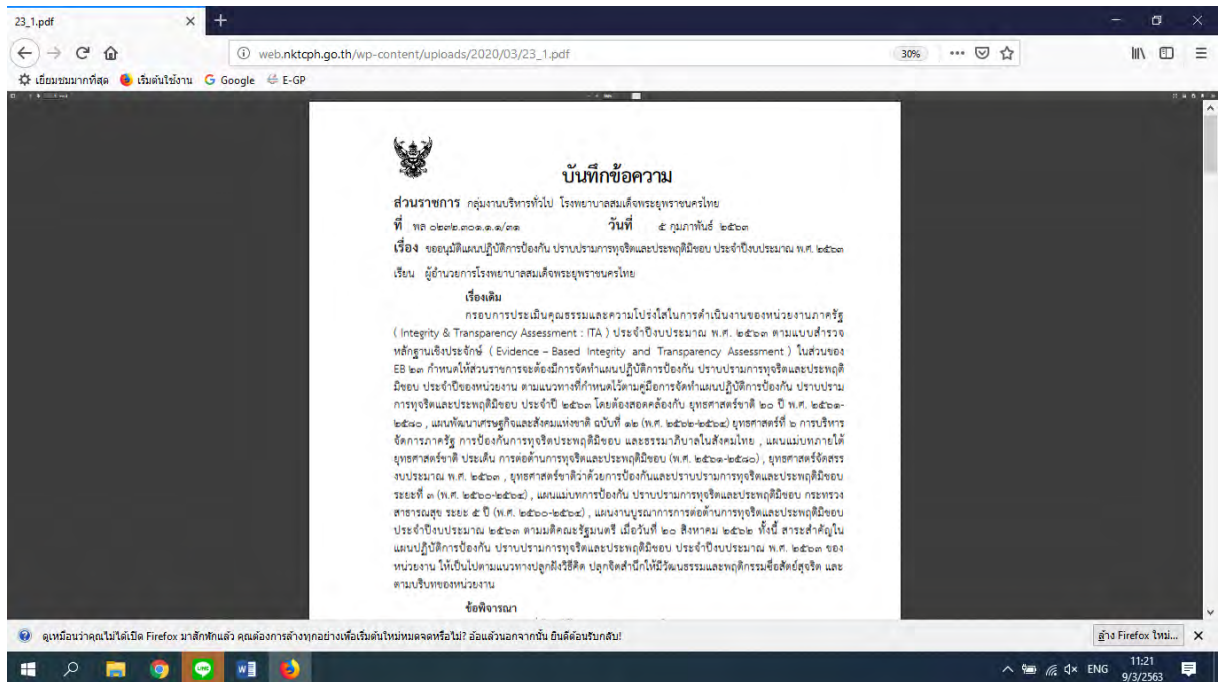 23_1.pdf
web.nktcph.go.th/wp-content/uploads/2020/03/23_1.pdf
30%
เยี่ยมชมมากที่สุด เริ่มต้นใช้งาน Google E-GP
บันทึกข้อความ
ส่วนราชการ กลุ่มงานบริหารทั่วไป โรงพยาบาลสมเด็จพระยุพราชนครไทย
ที่ พล ๐๒๓๒.๓๐๑.๑.๑/๓๑ วันที่ ๕ กุมภาพันธ์ ๒๕๖๓
เรื่อง ขออนุมัติแผนปฏิบัติการป้องกัน ปราบปรามการทุจริตและประพฤติมิชอบ ประจำปีงบประมาณ พ.ศ. ๒๕๖๓
เรียน ผู้อำนวยการโรงพยาบาลสมเด็จพระยุพราชนครไทย
เรื่องเดิม
กรอบการประเมินคุณธรรมและความโปร่งใสในการดำเนินงานของหน่วยงานภาครัฐ
( Integrity & Transparency Assessment : ITA ) ประจำปีงบประมาณ พ.ศ. ๒๕๖๓ ตามแบบสำรวจ
หลักฐานเชิงประจักษ์ ( Evidence – Based Integrity and Transparency Assessment ) ในส่วนของ
EB ๒๓ กำหนดให้ส่วนราชการจะต้องมีการจัดทำแผนปฏิบัติการป้องกัน ปราบปรามการทุจริตและประพฤติ
มิชอบ ประจำปีของหน่วยงาน ตามแนวทางที่กำหนดไว้ตามคู่มือการจัดทำแผนปฏิบัติการป้องกัน ปราบปราม
การทุจริตและประพฤติมิชอบ ประจำปี ๒๕๖๓ โดยต้องสอดคล้องกับ ยุทธศาสตร์ชาติ ๒๐ ปี พ.ศ. ๒๕๖๑-
๒๕๘๐ , แผนพัฒนาเศรษฐกิจและสังคมแห่งชาติ ฉบับที่ ๑๒ (พ.ศ. ๒๕๖๒-๒๕๖๔) ยุทธศาสตร์ที่ ๖ การบริหาร
จัดการภาครัฐ การป้องกันการทุจริตประพฤติมิชอบ และธรรมาภิบาลในสังคมไทย , แผนแม่บทภายใต้
ยุทธศาสตร์ชาติ ประเด็น การต่อต้านการทุจริตและประพฤติมิชอบ (พ.ศ. ๒๕๖๑-๒๕๘๐) , ยุทธศาสตร์จัดสรร
งบประมาณ พ.ศ. ๒๕๖๓ , ยุทธศาสตร์ชาติว่าด้วยการป้องกันและปราบปรามการทุจริตและประพฤติมิชอบ
ระยะที่ ๓ (พ.ศ. ๒๕๖๐-๒๕๖๔) , แผนแม่บทการป้องกัน ปราบปรามการทุจริตและประพฤติมิชอบ กระทรวง
สาธารณสุข ระยะ ๕ ปี (พ.ศ. ๒๕๖๐-๒๕๖๔) , แผนงานบูรณาการการต่อต้านการทุจริตและประพฤติมิชอบ
ประจำปีงบประมาณ ๒๕๖๓ ตามมติคณะรัฐมนตรี เมื่อวันที่ ๒๐ สิงหาคม ๒๕๖๒ ทั้งนี้ สาระสำคัญใน
แผนปฏิบัติการป้องกัน ปราบปรามการทุจริตและประพฤติมิชอบ ประจำปีงบประมาณ พ.ศ. ๒๕๖๓ ของ
หน่วยงาน ให้เป็นไปตามแนวทางปลูกฝังวิธีคิด ปลุกจิตสำนึกให้มีวัฒนธรรมและพฤติกรรมซื่อสัตย์สุจริต และ
ตามบริบทของหน่วยงาน
ข้อพิจารณา
ดูเหมือนว่าคุณไม่ได้เปิด Firefox มาสักพักแล้ว คุณต้องการล้างทุกอย่างเพื่อเริ่มต้นใหม่หมดจดหรือไม่? อ้อแล้วนอกจากนั้น ยินดีต้อนรับกลับ!
ล้าง Firefox ใหม่...
ENG 11:21
9/3/2563